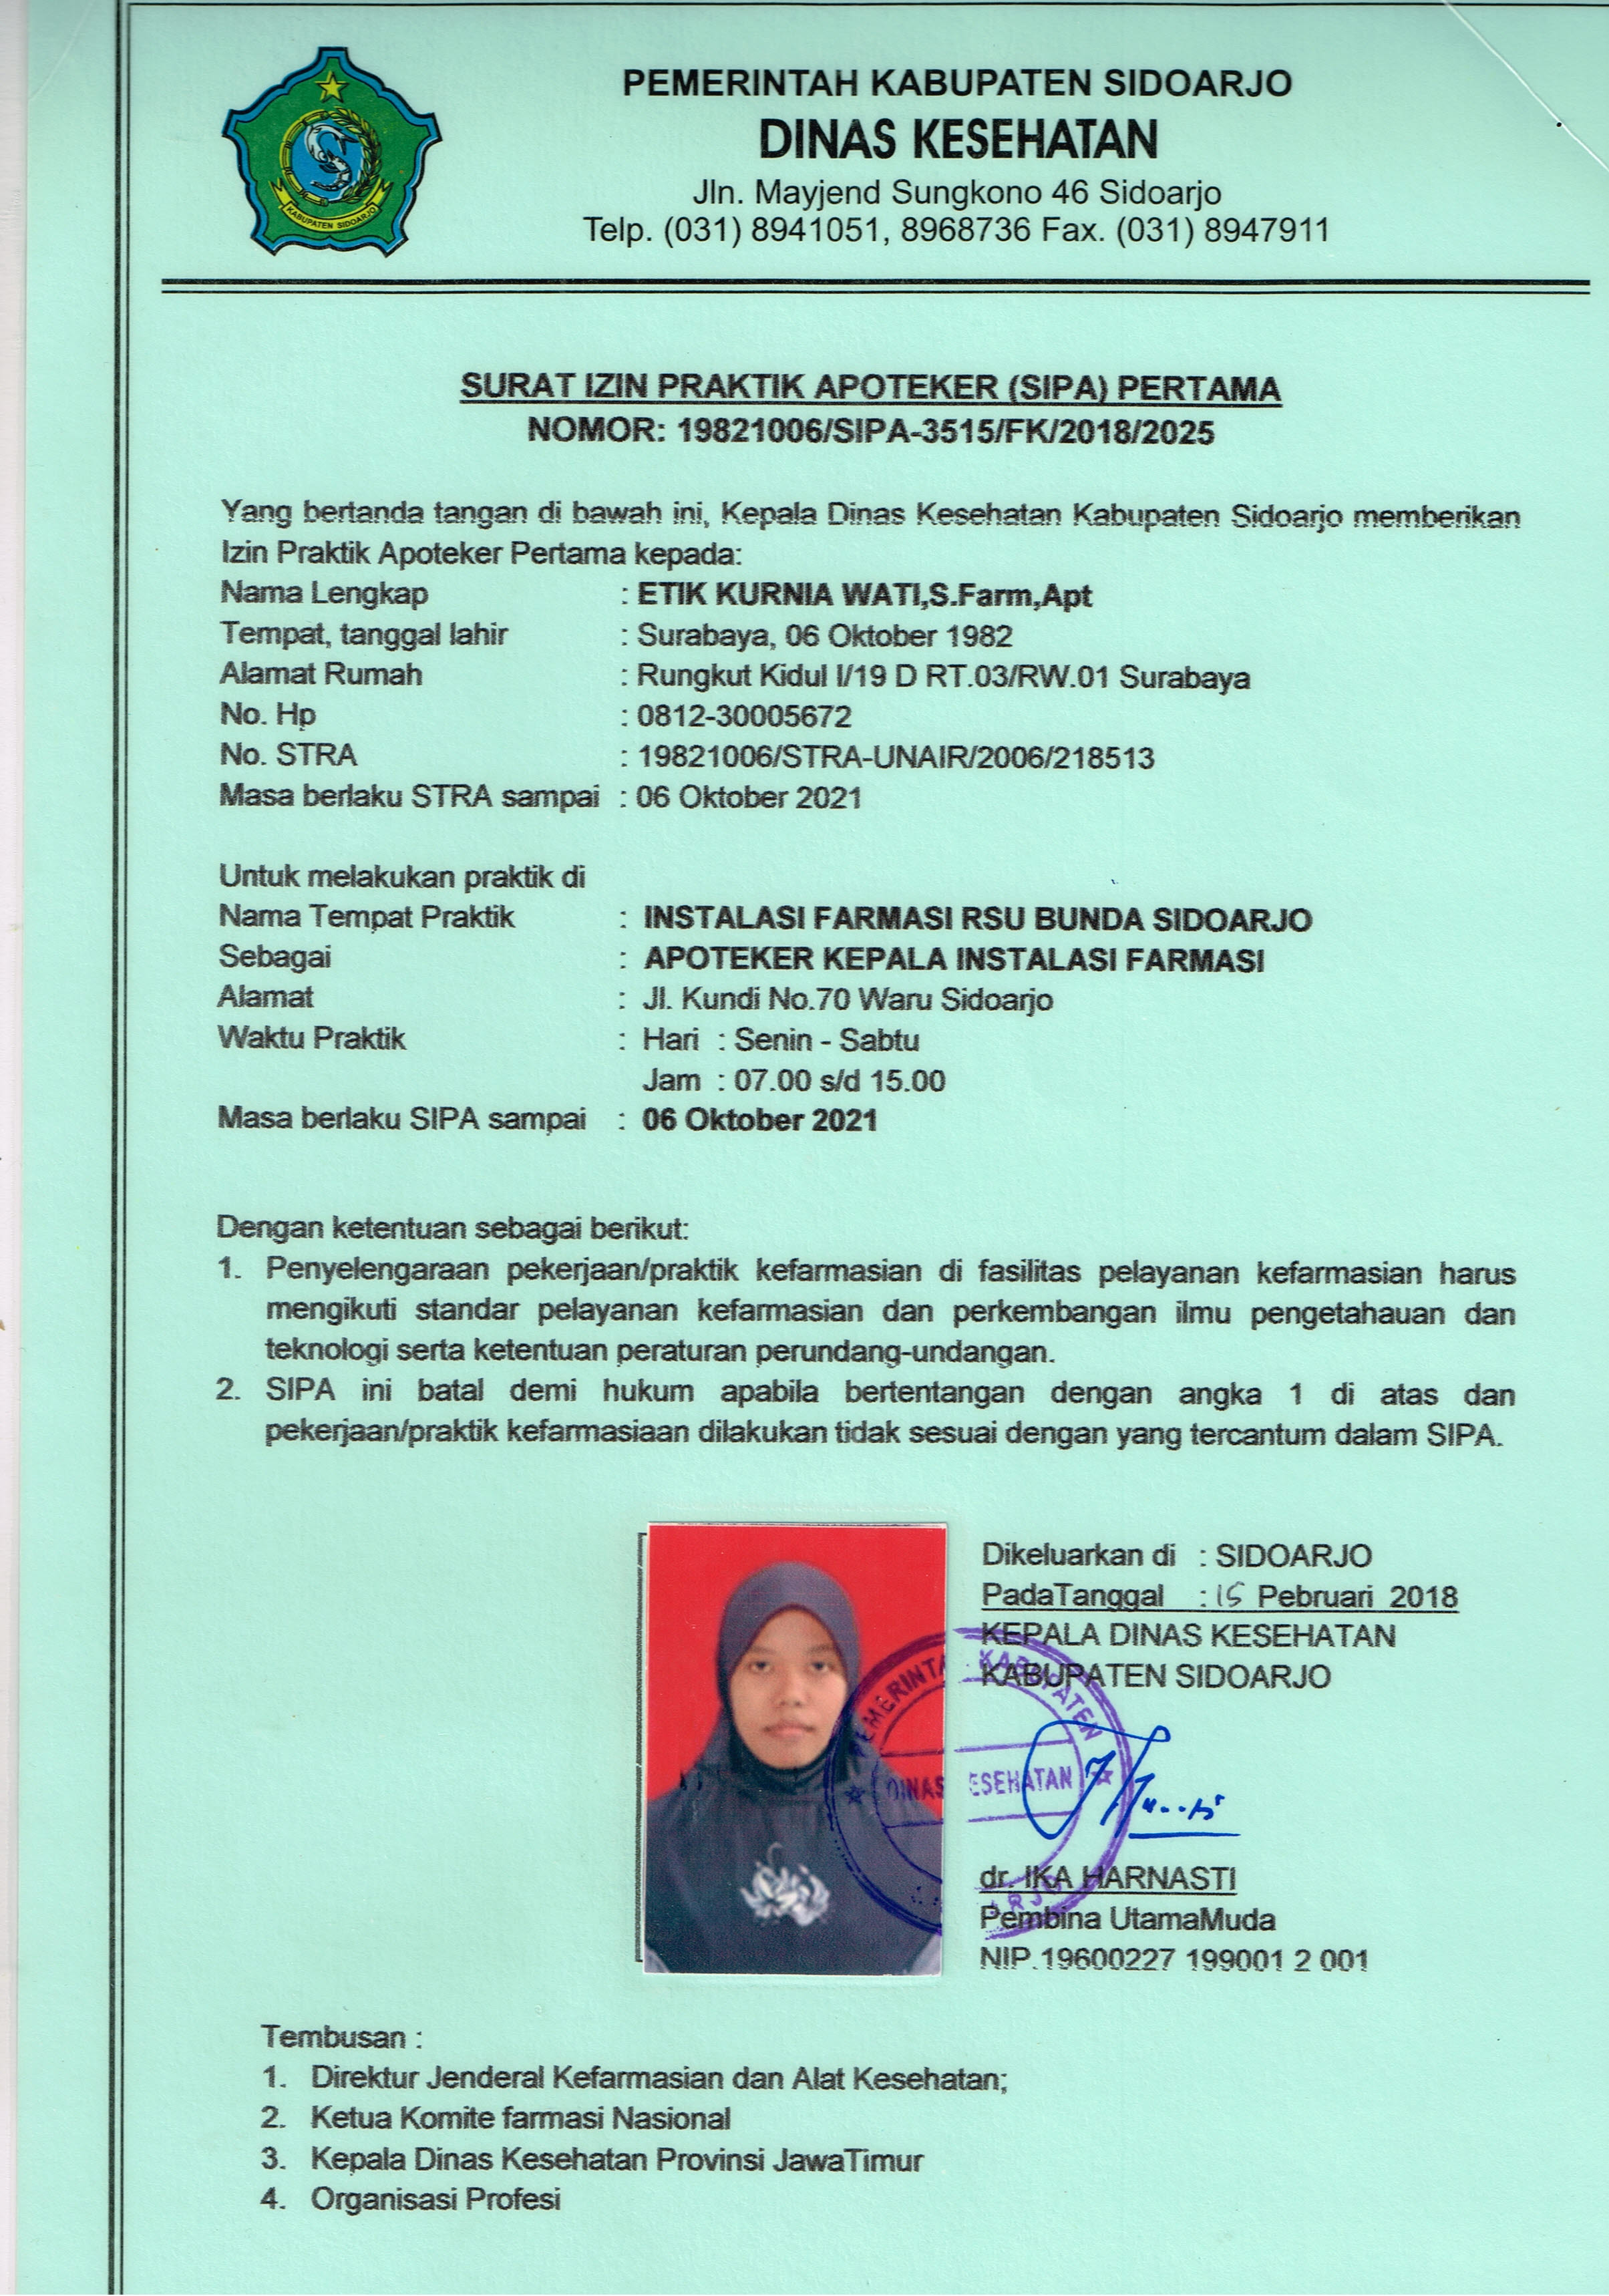 PEMERINTAH KABUPATEN SIDOARJO
DINAS KESEHATAN
Jln. Mayjend Sungkono 46 Sidoarjo
Telp. (031) 8941051, 8968736 Fax. (031) 8947911
KABUPATEN SIDOARJO
SURAT IZIN PRAKTIK APOTEKER (SIPA) PERTAMA
NOMOR: 19821006/SIPA-3515/FK/2018/2025
Yang bertanda tangan di bawah ini, Kepala Dinas Kesehatan Kabupaten Sidoarjo memberikan
Izin Praktik Apoteker Pertama kepada:
Nama Lengkap : ETIK KURNIA WATI,S.Farm,Apt
Tempat, tanggal lahir : Surabaya, 06 Oktober 1982
Alamat Rumah : Rungkut Kidul I/19 D RT.03/RW.01 Surabaya
No. Hp : 0812-30005672
No. STRA : 19821006/STRA-UNAIR/2006/218513
Masa berlaku STRA sampai : 06 Oktober 2021
Untuk melakukan praktik di
Nama Tempat Praktik : INSTALASI FARMASI RSU BUNDA SIDOARJO
Sebagai : APOTEKER KEPALA INSTALASI FARMASI
Alamat : Jl. Kundi No.70 Waru Sidoarjo
Waktu Praktik : Hari : Senin - Sabtu
Jam : 07.00 s/d 15.00
Masa berlaku SIPA sampai : 06 Oktober 2021
Dengan ketentuan sebagai berikut:
1. Penyelengaraan pekerjaan/praktik kefarmasian di fasilitas pelayanan kefarmasian harus
mengikuti standar pelayanan kefarmasian dan perkembangan ilmu pengetahauan dan
teknologi serta ketentuan peraturan perundang-undangan.
2. SIPA ini batal demi hukum apabila bertentangan dengan angka 1 di atas dan
pekerjaan/praktik kefarmasiaan dilakukan tidak sesuai dengan yang tercantum dalam SIPA.
Dikeluarkan di : SIDOARJO
PadaTanggal : 15 Pebruari 2018
KEPALA DINAS KESEHATAN
KABUPATEN SIDOARJO
PEMERINTA KABUPATEN
DINAS ESEHATAN
dr. IKA HARNASTI
Pembina UtamaMuda
NIP.19600227 199001 2 001
Tembusan :
1. Direktur Jenderal Kefarmasian dan Alat Kesehatan;
2. Ketua Komite farmasi Nasional
3. Kepala Dinas Kesehatan Provinsi JawaTimur
4. Organisasi Profesi